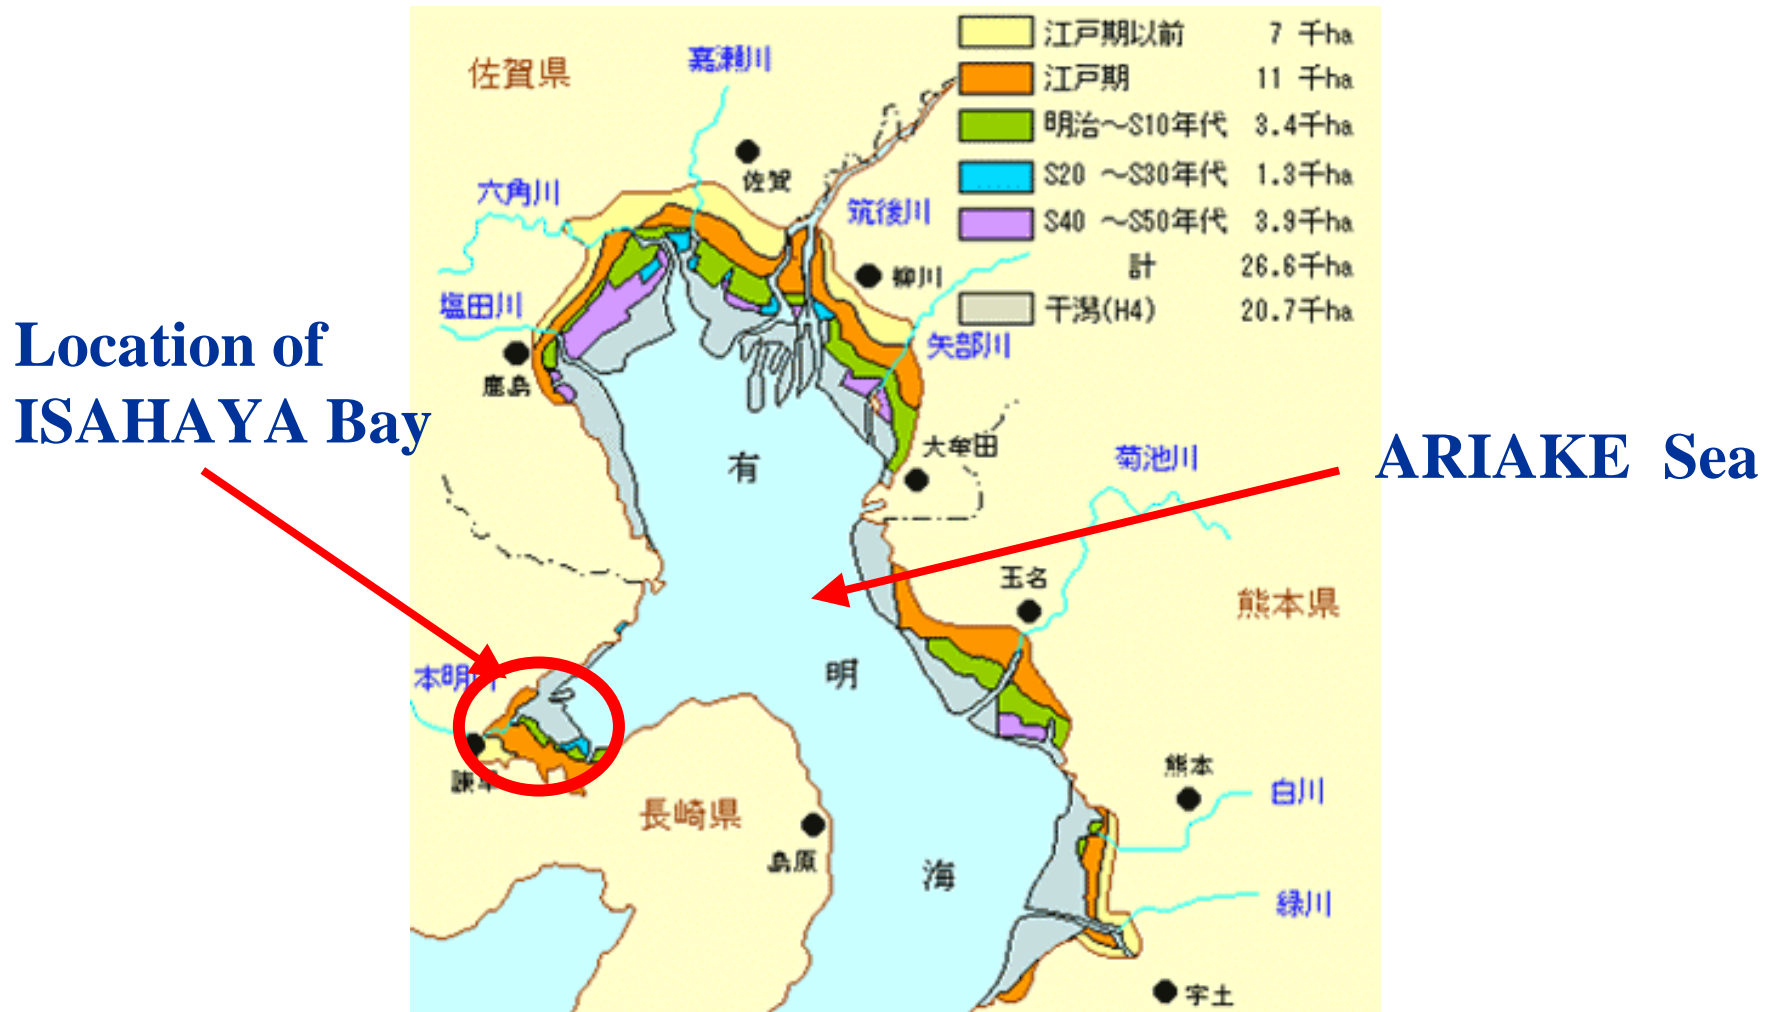 江戸期以前 7 千ha
江戸期 11 千ha
明治～S10年代 3.4千ha
S20 ～S30年代 1.3千ha
S40 ～S50年代 3.9千ha
計 26.6千ha
干潟(H4) 20.7千ha
佐賀県
嘉瀬川
佐賀
六角川
筑後川
柳川
塩田川
矢部川
鹿島
Location of
ISAHAYA Bay
大牟田
菊池川
ARIAKE Sea
有
明
海
玉名
熊本県
本明川
諫早
長崎県
島原
熊本
白川
緑川
宇土